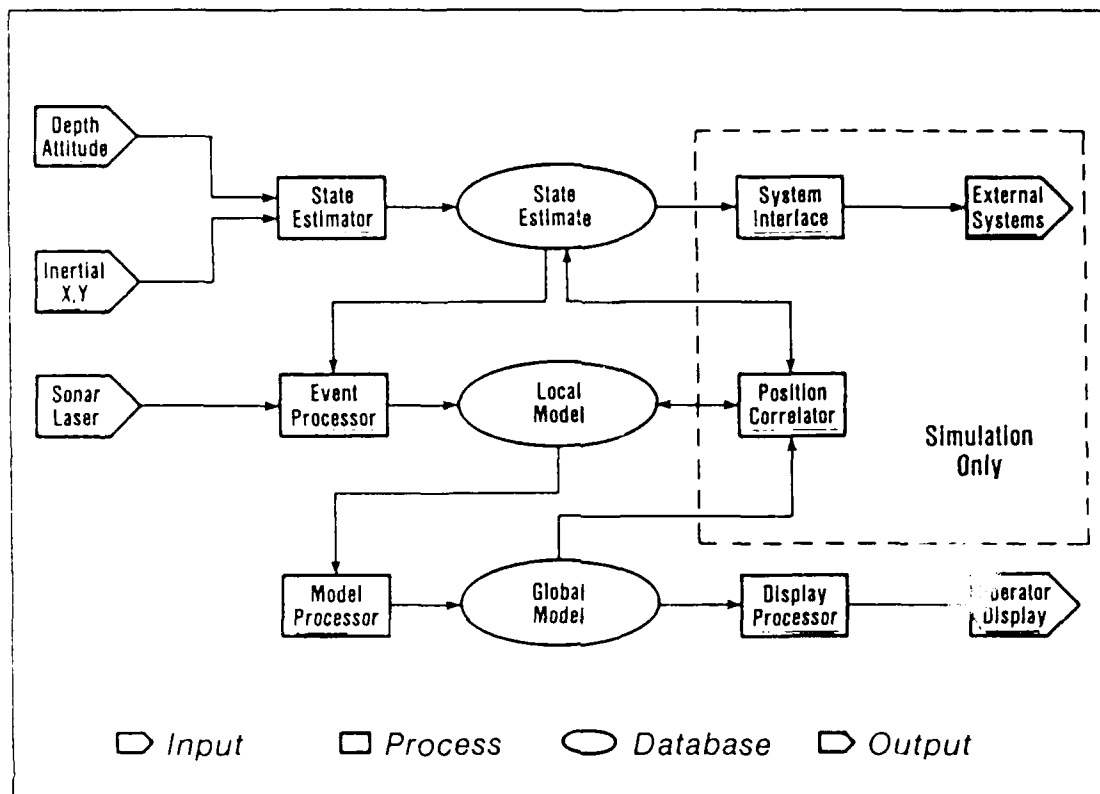 Depth
Attitude
State
Estimator
State
Estimate
System
Interface
External
Systems
Inertial
X,Y
Sonar
Laser
Event
Processor
Local
Model
Position
Correlator
Simulation
Only
Model
Processor
Global
Model
Display
Processor
Display
Input
Process
Database
Output